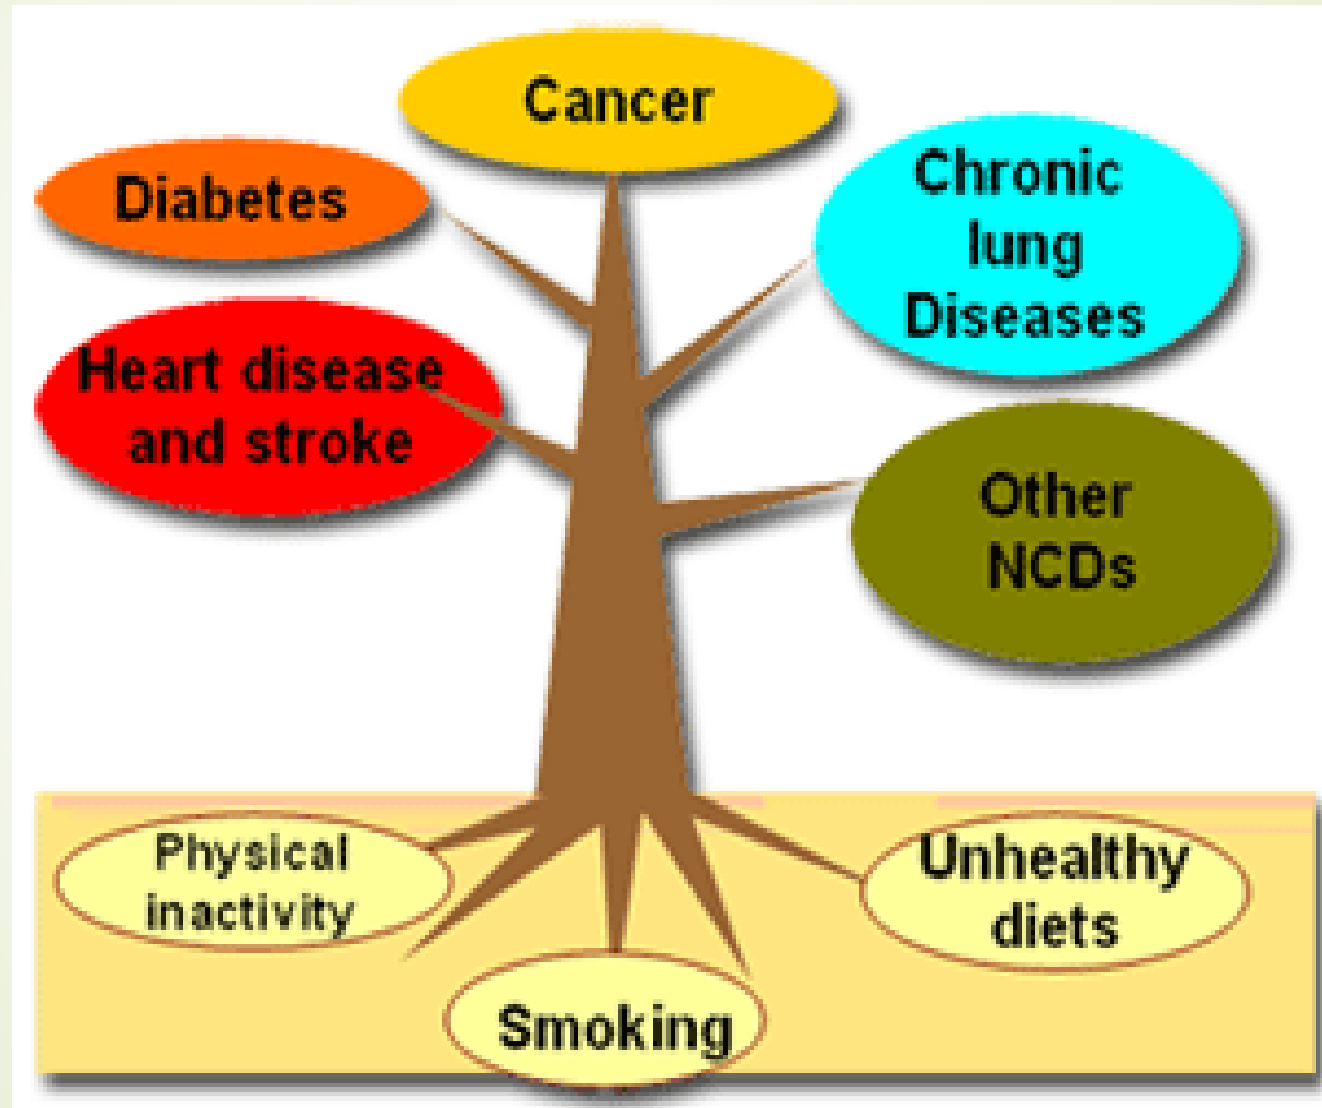 Cancer
Diabetes
Chronic
lung
Diseases
Heart disease
and stroke
Other
NCDs
Physical
inactivity
Unhealthy
diets
Smoking